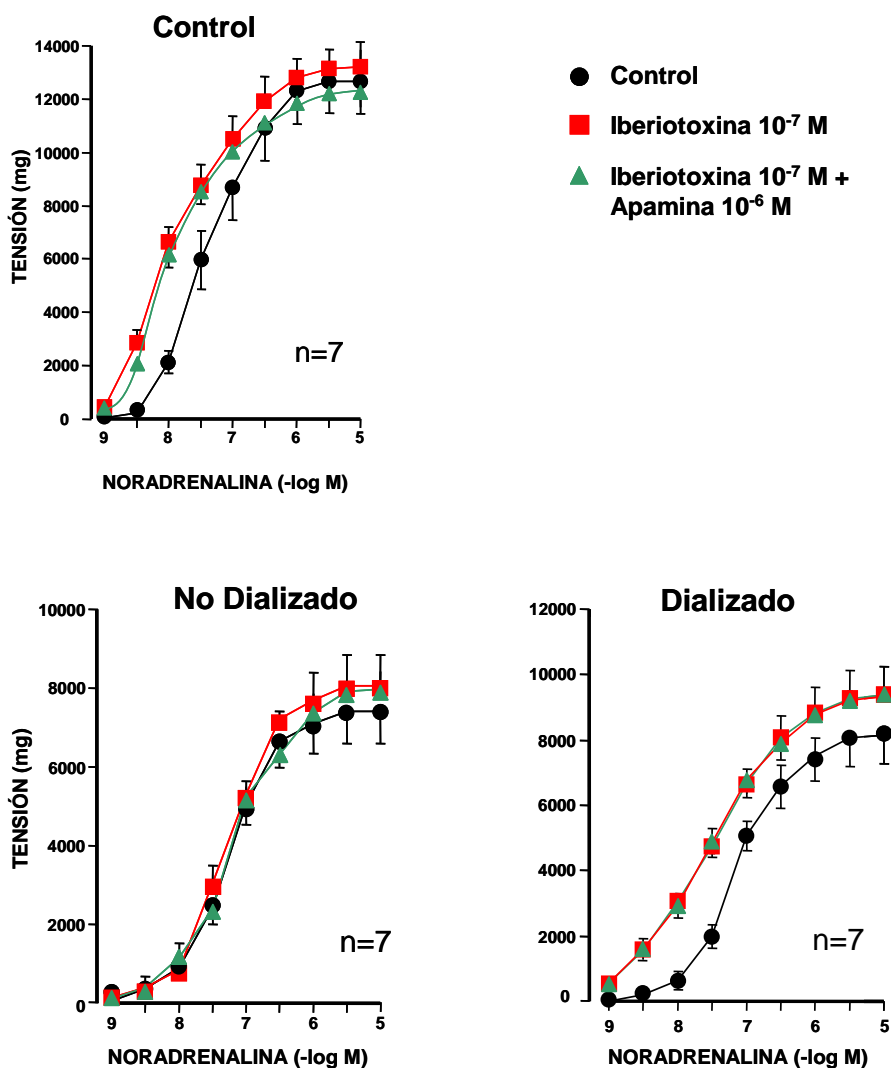 Control
14000
12000
10000
8000
6000
4000
2000
0
TENSIÓN (mg)
n=7
9 8 7 6 5
NORADRENALINA (-log M)
Control
Iberiotoxina 10⁻⁷ M
Iberiotoxina 10⁻⁷ M +
Apamina 10⁻⁶ M
No Dializado
10000
8000
6000
4000
2000
0
TENSIÓN (mg)
n=7
9 8 7 6 5
NORADRENALINA (-log M)
Dializado
12000
10000
8000
6000
4000
2000
0
n=7
9 8 7 6 5
NORADRENALINA (-log M)